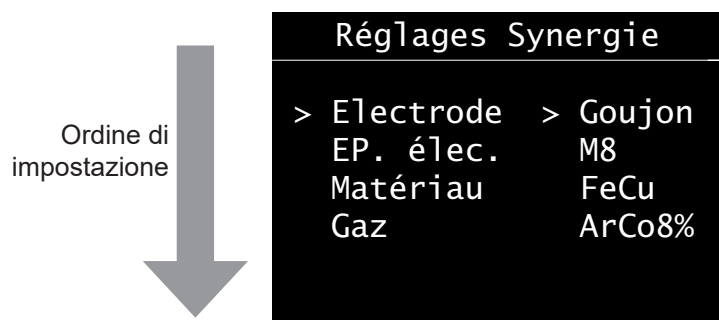 Réglages Synergie
Ordine di
impostazione
> Electrode > Goujon
EP. élec. M8
Matériau FeCu
Gaz ArCo8%